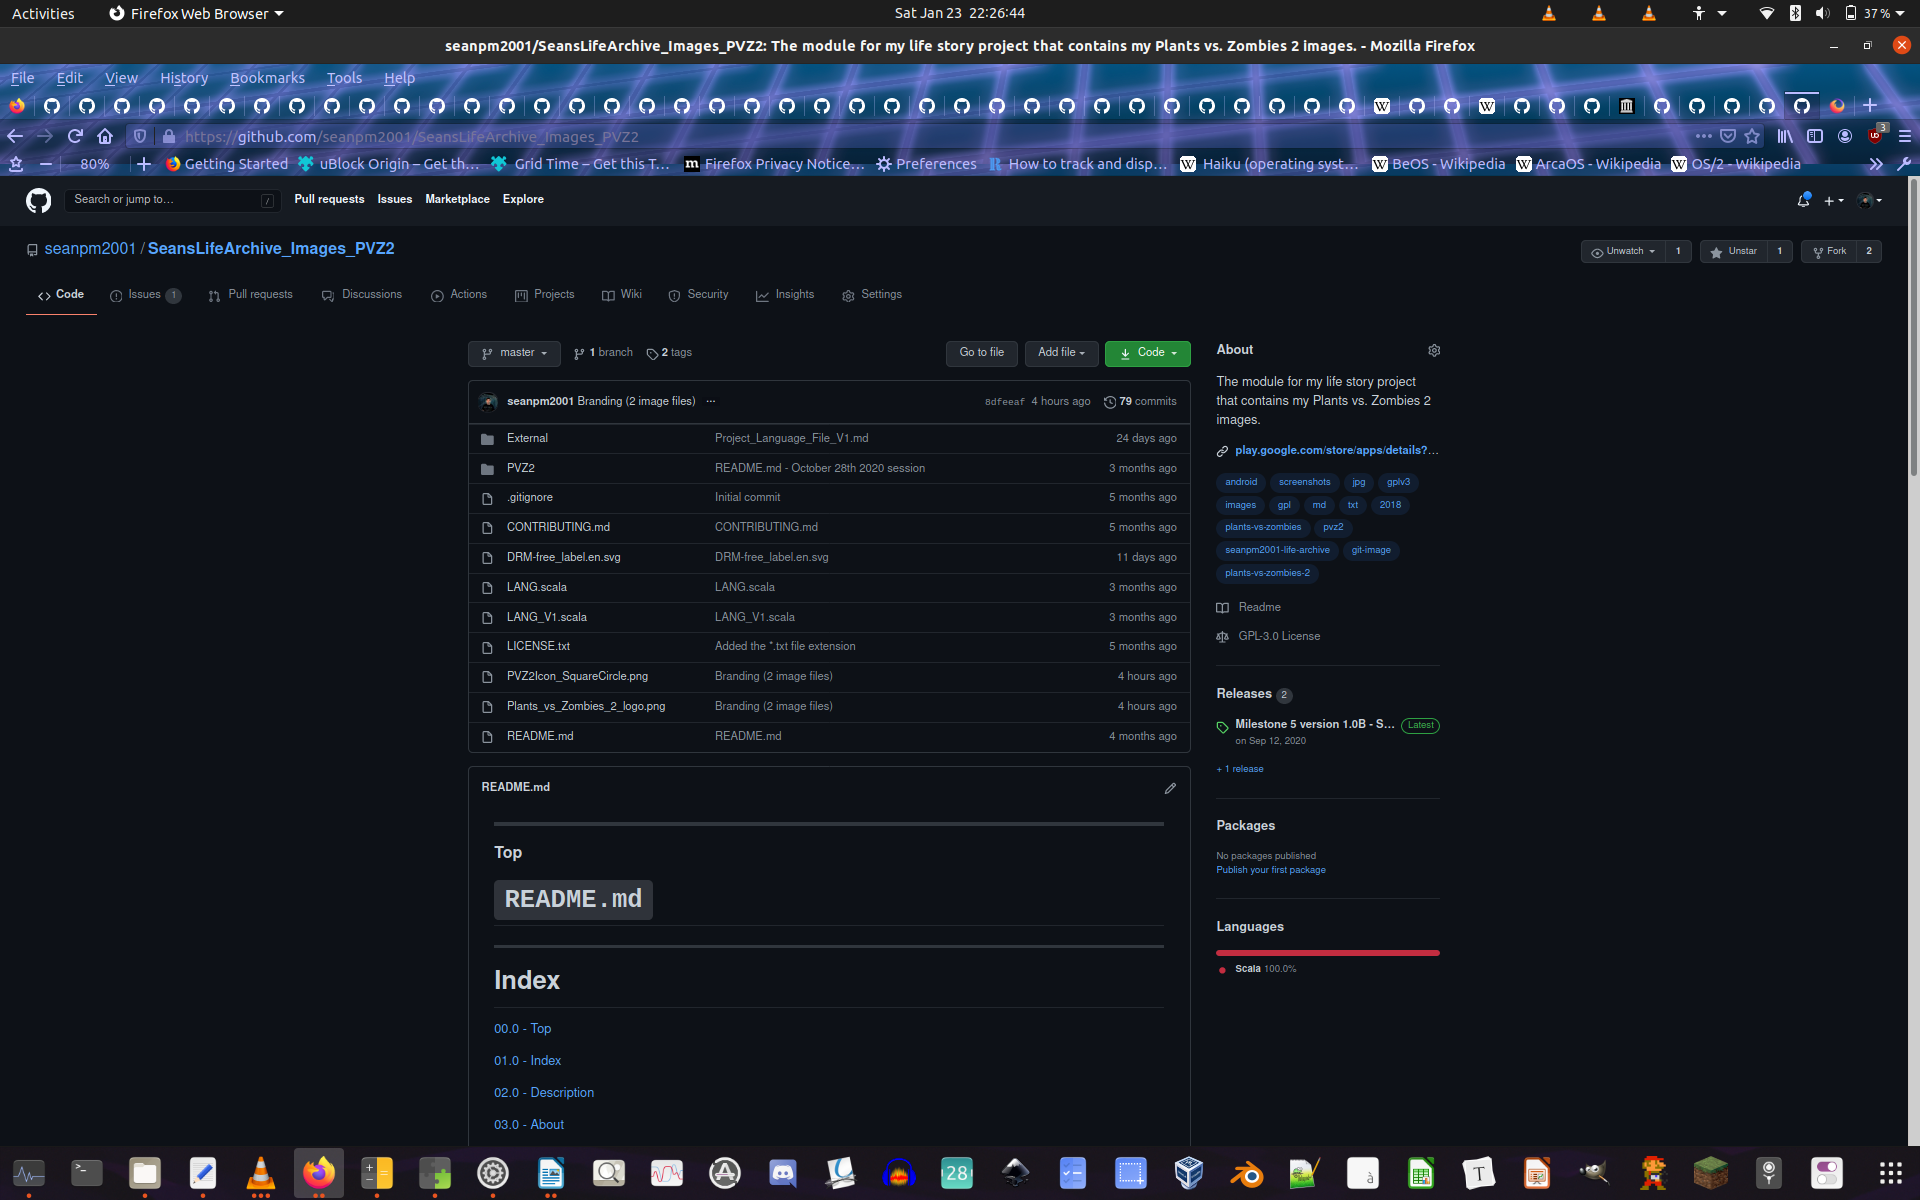 Activities Firefox Web Browser Sat Jan 23 22:26:44 37 %
seanpm2001/SeansLifeArchive_Images_PVZ2: The module for my life story project that contains my Plants vs. Zombies 2 images. - Mozilla Firefox
File Edit View History Bookmarks Tools Help
https://github.com/seanpm2001/SeansLifeArchive_Images_PVZ2 3
80% Getting Started uBlock Origin – Get th… Grid Time – Get this T… Firefox Privacy Notice… Preferences How to track and disp… Haiku (operating syst… BeOS - Wikipedia ArcaOS - Wikipedia OS/2 - Wikipedia
Search or jump to… / Pull requests Issues Marketplace Explore
seanpm2001 / SeansLifeArchive_Images_PVZ2 Unwatch 1 Unstar 1 Fork 2
Code Issues 1 Pull requests Discussions Actions Projects Wiki Security Insights Settings
master 1 branch 2 tags Go to file Add file Code
seanpm2001 Branding (2 image files) ... 8dfeeaf 4 hours ago 79 commits
External Project_Language_File_V1.md 24 days ago
PVZ2 README.md - October 28th 2020 session 3 months ago
.gitignore Initial commit 5 months ago
CONTRIBUTING.md CONTRIBUTING.md 5 months ago
DRM-free_label.en.svg DRM-free_label.en.svg 11 days ago
LANG.scala LANG.scala 3 months ago
LANG_V1.scala LANG_V1.scala 3 months ago
LICENSE.txt Added the *.txt file extension 5 months ago
PVZ2Icon_SquareCircle.png Branding (2 image files) 4 hours ago
Plants_vs_Zombies_2_logo.png Branding (2 image files) 4 hours ago
README.md README.md 4 months ago
README.md
Top
README.md
Index
00.0 - Top
01.0 - Index
02.0 - Description
03.0 - About
About
The module for my life story project
that contains my Plants vs. Zombies 2
images.
play.google.com/store/apps/details?…
android screenshots jpg gplv3
images gpl md txt 2018
plants-vs-zombies pvz2
seanpm2001-life-archive git-image
plants-vs-zombies-2
Readme
GPL-3.0 License
Releases 2
Milestone 5 version 1.0B - S… Latest
on Sep 12, 2020
+ 1 release
Packages
No packages published
Publish your first package
Languages
Scala 100.0%
28